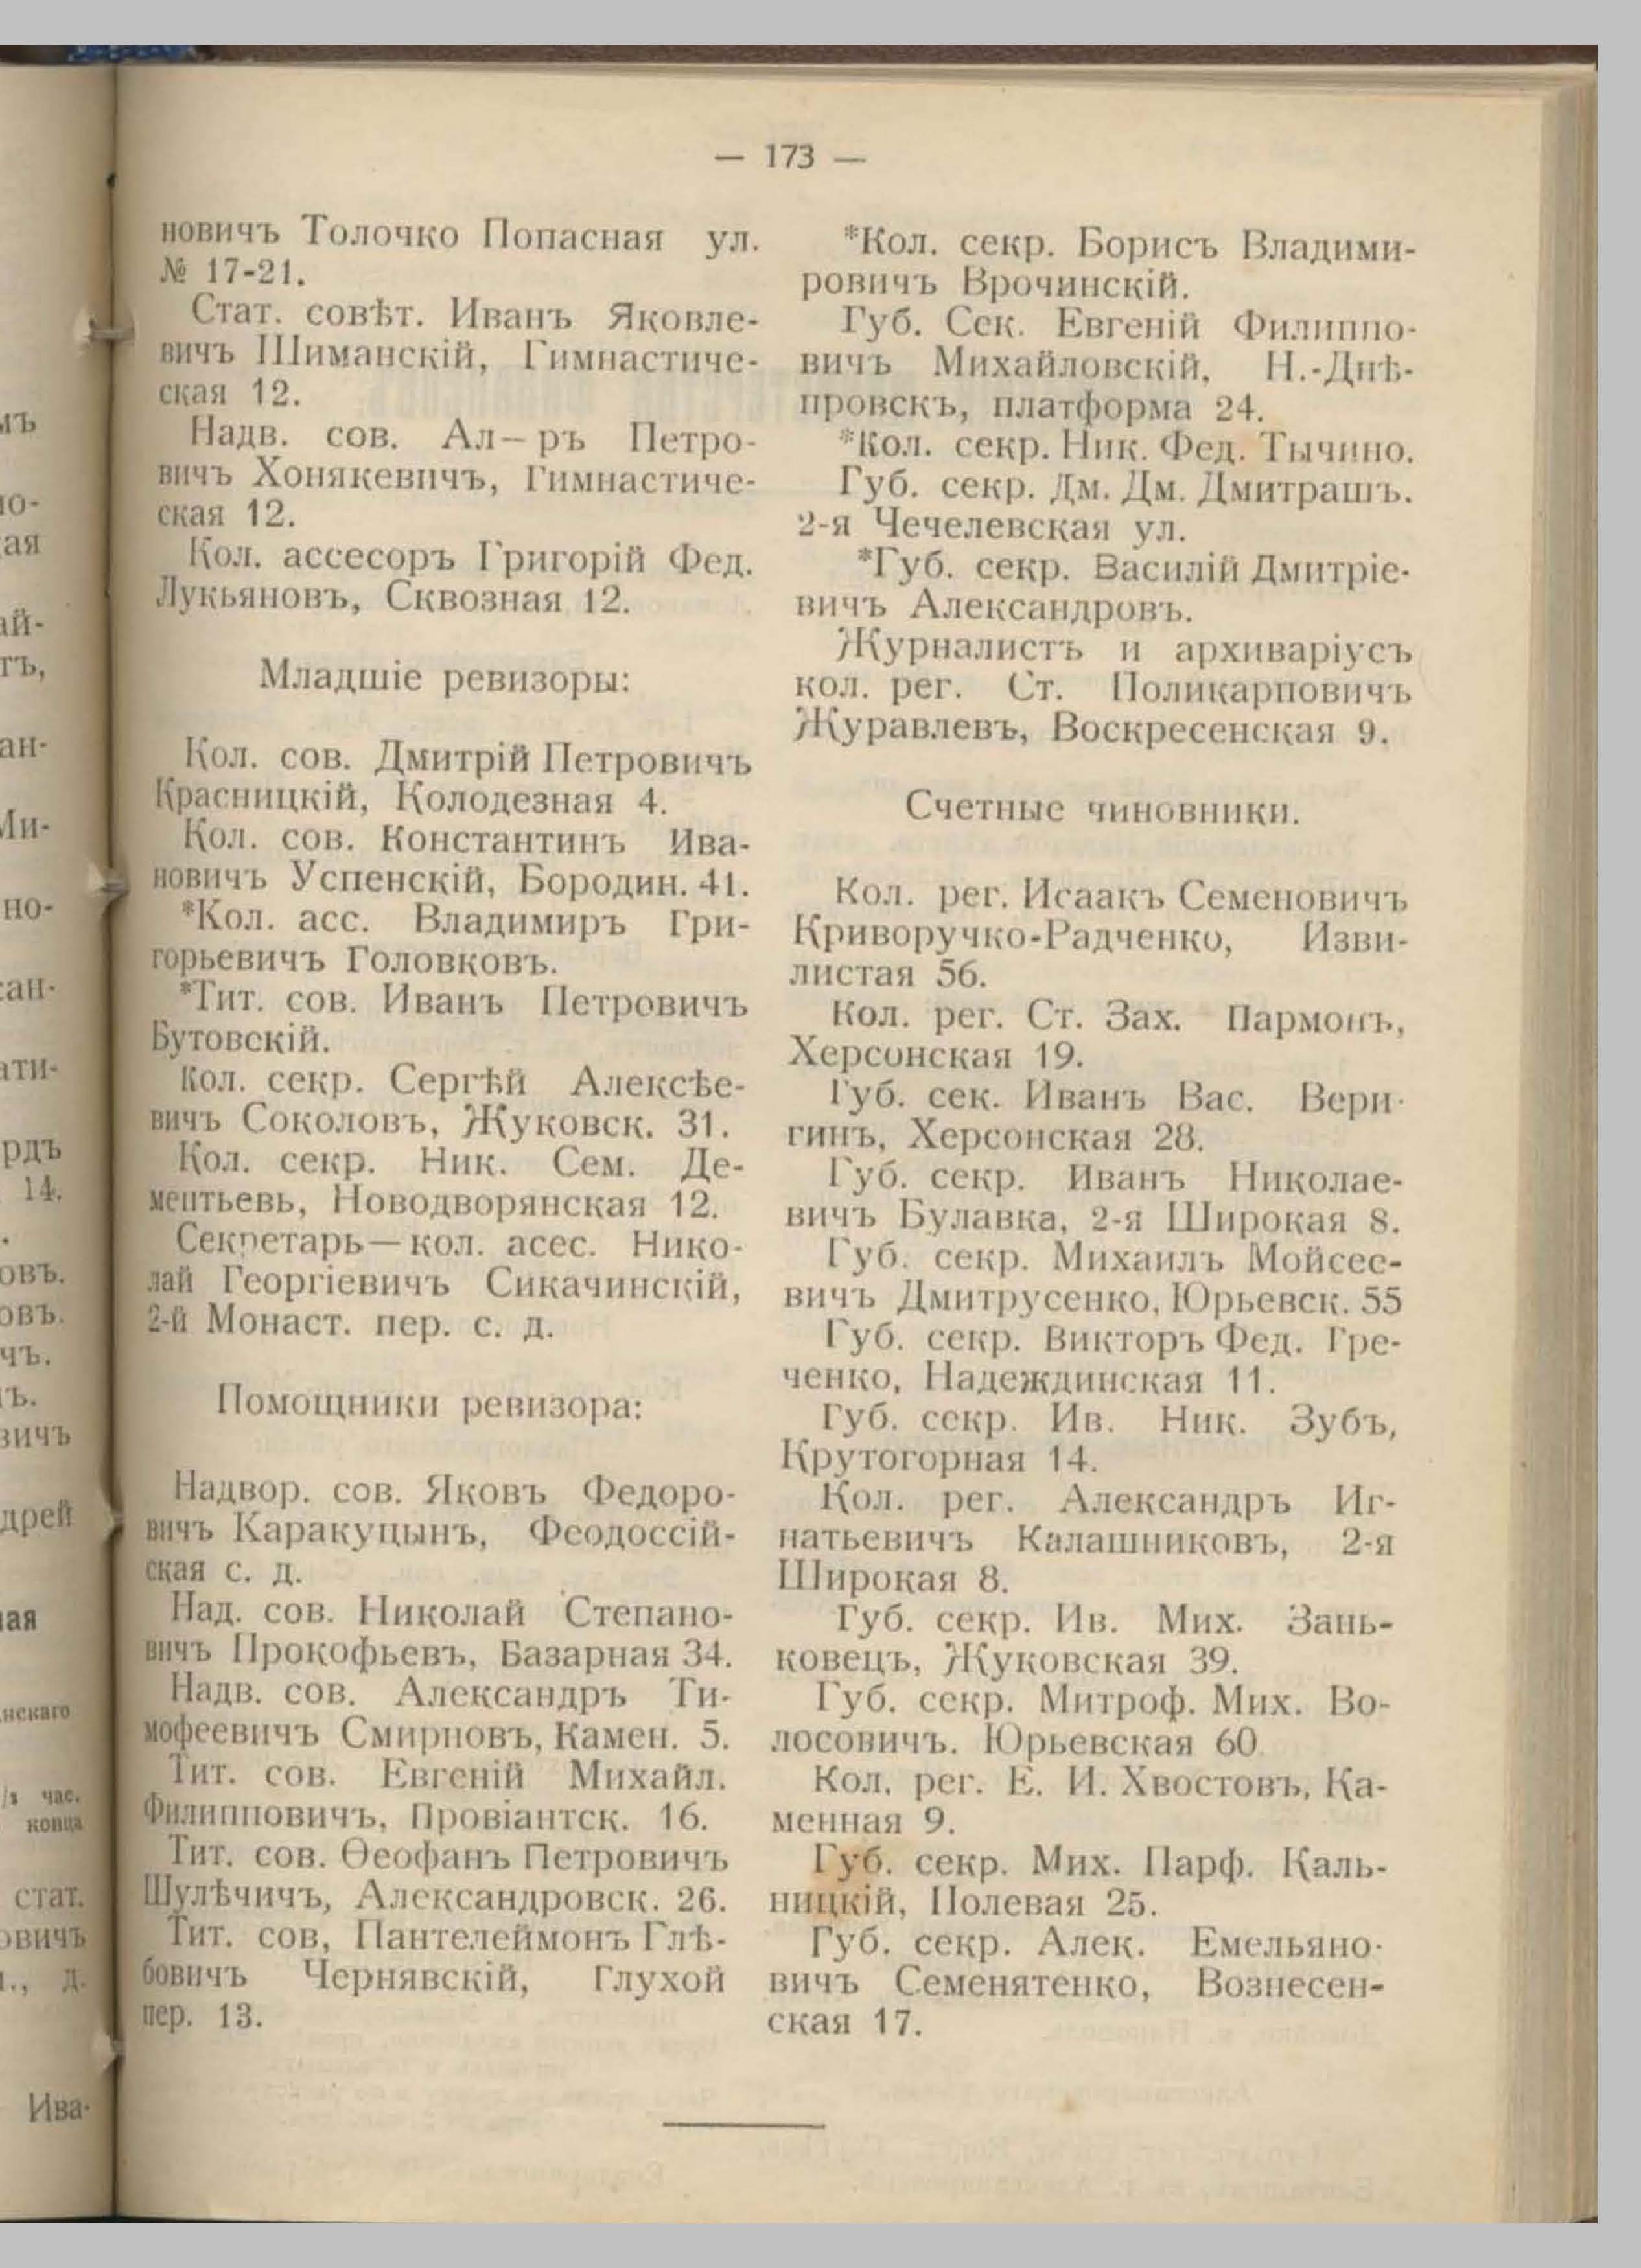 — 173 —
новичъ Толочко Попасная ул.
№ 17-21.
Стат. совѣт. Иванъ Яковле-
вичъ Шиманскій, Гимнастиче-
ская 12.
Надв. сов. Ал—ръ Петро-
вичъ Хонякевичъ, Гимнастиче-
ская 12.
Кол. ассесоръ Григорій Фед.
Лукьяновъ, Сквозная 12.
Младшіе ревизоры:
Кол. сов. Дмитрій Петровичъ
Красницкій, Колодезная 4.
Кол. сов. Константинъ Ива-
новичъ Успенскій, Бородин. 41.
*Кол. асс. Владимиръ Гри-
горьевичъ Головковъ.
*Тит. сов. Иванъ Петровичъ
Бутовскій.
Кол. секр. Сергѣй Алексѣе-
вичъ Соколовъ, Жуковск. 31.
Кол. секр. Ник. Сем. Де-
ментьевь, Новодворянская 12.
Секретарь—кол. асес. Нико-
лай Георгіевичъ Сикачинскій,
2-й Монаст. пер. с. д.
Помощники ревизора:
Надвор. сов. Яковъ Федоро-
вичъ Каракуцынъ, Феодоссій-
ская с. д.
Над. сов. Николай Степано-
вичъ Прокофьевъ, Базарная 34.
Надв. сов. Александръ Ти-
мофеевичъ Смирновъ, Камен. 5.
Тит. сов. Евгеній Михайл.
Филипповичъ, Провіантск. 16.
Тит. сов. Ѳеофанъ Петровичъ
Шулѣчичъ, Александровск. 26.
Тит. сов, Пантелеймонъ Глѣ-
бовичъ Чернявскій, Глухой
пер. 13.
*Кол. секр. Борисъ Владими-
ровичъ Врочинскій.
Губ. Сек. Евгеній Филиппо-
вичъ Михайловскій, Н.-Днѣ-
провскъ, платформа 24.
*Кол. секр. Ник. Фед. Тычино.
Губ. секр. Дм. Дм. Дмитрашъ.
2-я Чечелевская ул.
*Губ. секр. Василій Дмитріе-
вичъ Александровъ.
Журналистъ и архиваріусъ
кол. рег. Ст. Поликарповичъ
Журавлевъ, Воскресенская 9.
Счетные чиновники.
Кол. рег. Исаакъ Семеновичъ
Криворучко-Радченко, Изви-
листая 56.
Кол. рег. Ст. Зах. Пармонъ,
Херсонская 19.
Губ. сек. Иванъ Вас. Вери-
гинъ, Херсонская 28.
Губ. секр. Иванъ Николае-
вичъ Булавка, 2-я Широкая 8.
Губ. секр. Михаилъ Мойсее-
вичъ Дмитрусенко, Юрьевск. 55
Губ. секр. Викторъ Фед. Гре-
ченко, Надеждинская 11.
Губ. секр. Ив. Ник. Зубъ,
Крутогорная 14.
Кол. рег. Александръ Иг-
натьевичъ Калашниковъ, 2-я
Широкая 8.
Губ. секр. Ив. Мих. Зань-
ковецъ, Жуковская 39.
Губ. секр. Митроф. Мих. Во-
лосовичъ. Юрьевская 60
Кол. рег. Е. И. Хвостовъ, Ка-
менная 9.
Губ. секр. Мих. Парф. Каль-
ницкій, Полевая 25.
Губ. секр. Алек. Емельяно-
вичъ Семенятенко, Вознесен-
ская 17.